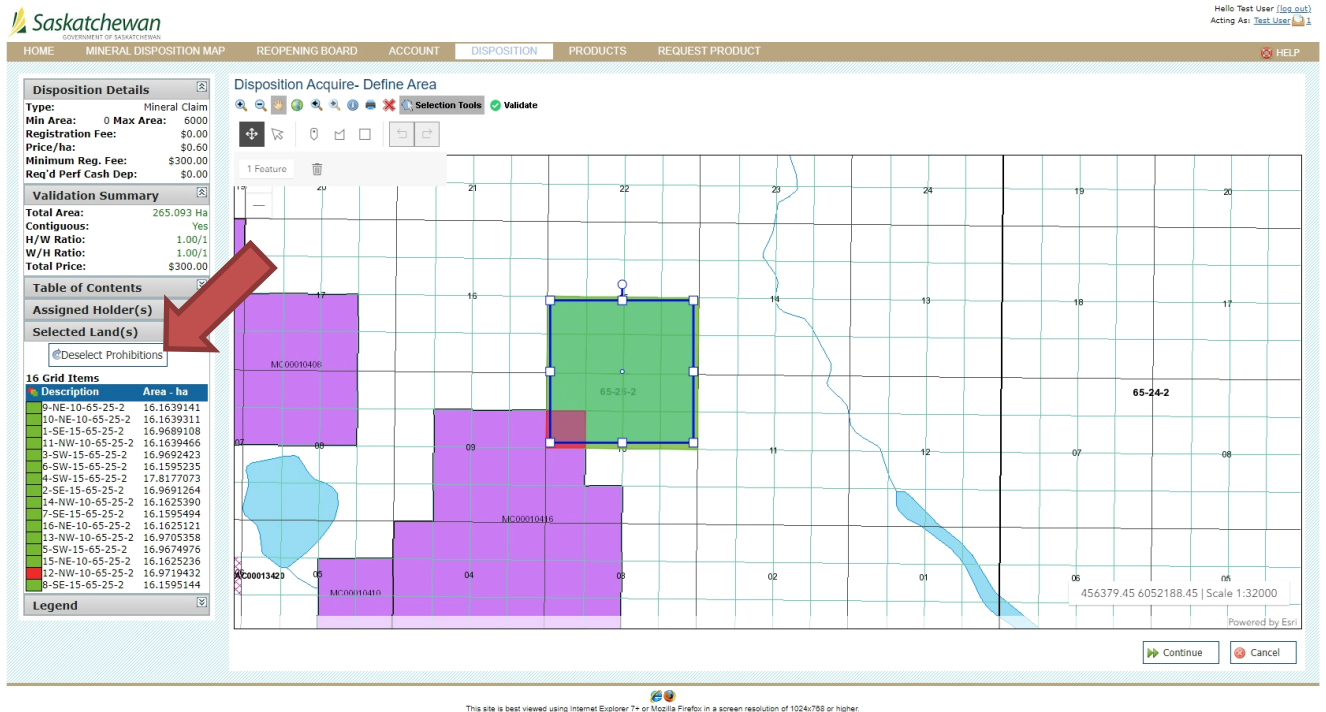 Saskatchewan
GOVERNMENT OF SASKATCHEWAN
Hello Test User (log out)
Acting As: Test User 1
HOME MINERAL DISPOSITION MAP REOPENING BOARD ACCOUNT DISPOSITION PRODUCTS REQUEST PRODUCT HELP
Disposition Details
Type: Mineral Claim
Min Area: 0 Max Area: 6000
Registration Fee: $0.00
Price/ha: $0.60
Minimum Reg. Fee: $300.00
Req'd Perf Cash Dep: $0.00
Validation Summary
Total Area: 265.093 Ha
Contiguous: Yes
H/W Ratio: 1.00/1
W/H Ratio: 1.00/1
Total Price: $300.00
Table of Contents
Assigned Holder(s)
Selected Land(s)
Deselect Prohibitions
16 Grid Items
Description Area - ha
9-NE-10-65-25-2 16.1639141
10-NE-10-65-25-2 16.1639311
1-SE-15-65-25-2 16.9689108
11-NW-10-65-25-2 16.1639466
3-SW-15-65-25-2 16.9692423
6-SW-15-65-25-2 16.1595235
4-SW-15-65-25-2 17.8177073
2-SE-15-65-25-2 16.9691264
14-NW-10-65-25-2 16.1625390
7-SE-15-65-25-2 16.1595494
16-NE-10-65-25-2 16.1625121
13-NW-10-65-25-2 16.9705358
5-SW-15-65-25-2 16.9674976
15-NE-10-65-25-2 16.1625236
12-NW-10-65-25-2 16.9719432
8-SE-15-65-25-2 16.1595144
Legend
Disposition Acquire- Define Area
Selection Tools Validate
1 Feature
19 20 21 22 23 24 19 20
17 16 14 13 18 17
MC00010408
65-25-2
65-24-2
07 08 09 10 11 12 07 08
MC00010416
AC00013420 05 04 03 02 01 06 05
MC00010410
456379.45 6052188.45 | Scale 1:32000
Powered by Esri
Continue Cancel
This site is best viewed using Internet Explorer 7+ or Mozilla Firefox in a screen resolution of 1024x768 or higher.